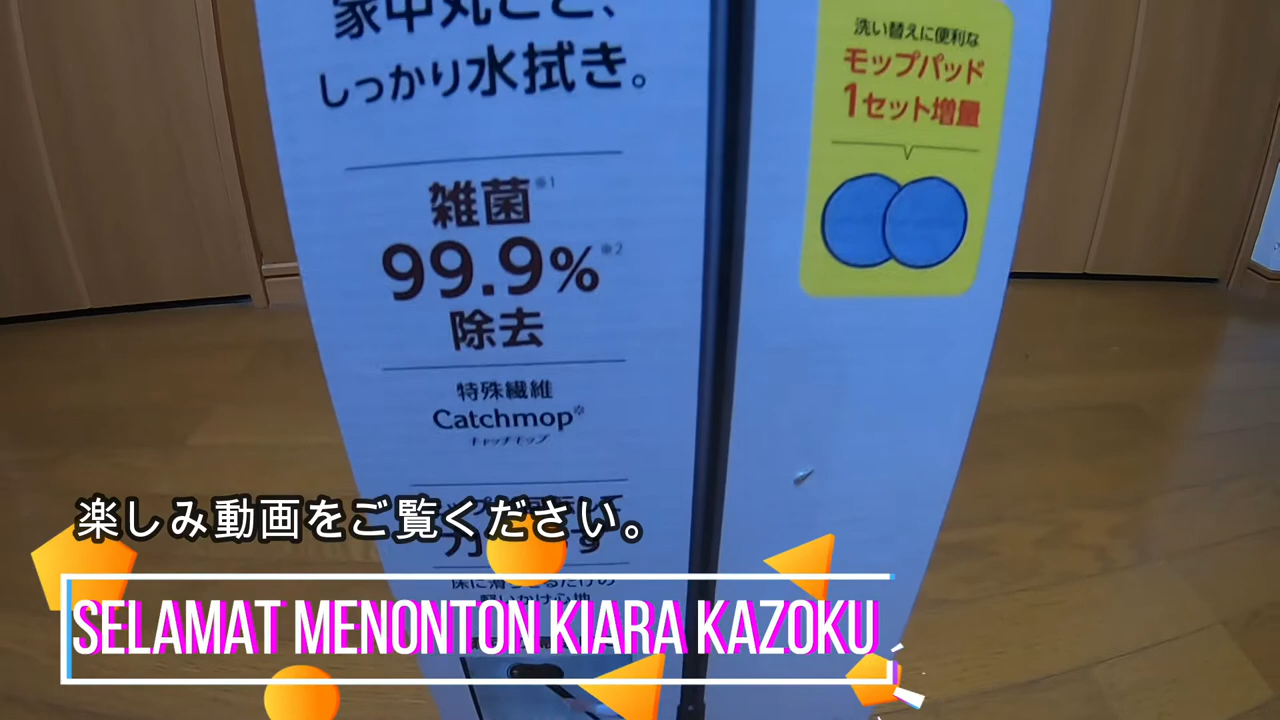 家中丸ごと、
しっかり水拭き。
雑菌※1
99.9%※2
除去
特殊繊維
Catchmop※
キャッチモップ
洗い替えに便利な
モップパッド
1セット増量
楽しみ動画をご覧ください。
SELAMAT MENONTON KIARA KAZOKU